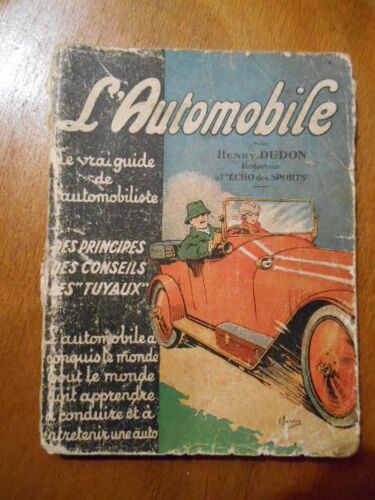 L'Automobile
PAR
HENRY DUDON
Rédacteur
à l'"ÉCHO des SPORTS"
Le vrai guide
de
l'automobiliste
DES PRINCIPES
DES CONSEILS
DES "TUYAUX"
L'automobile a
conquis le monde
tout le monde
doit apprendre
à conduire et à
entretenir une auto